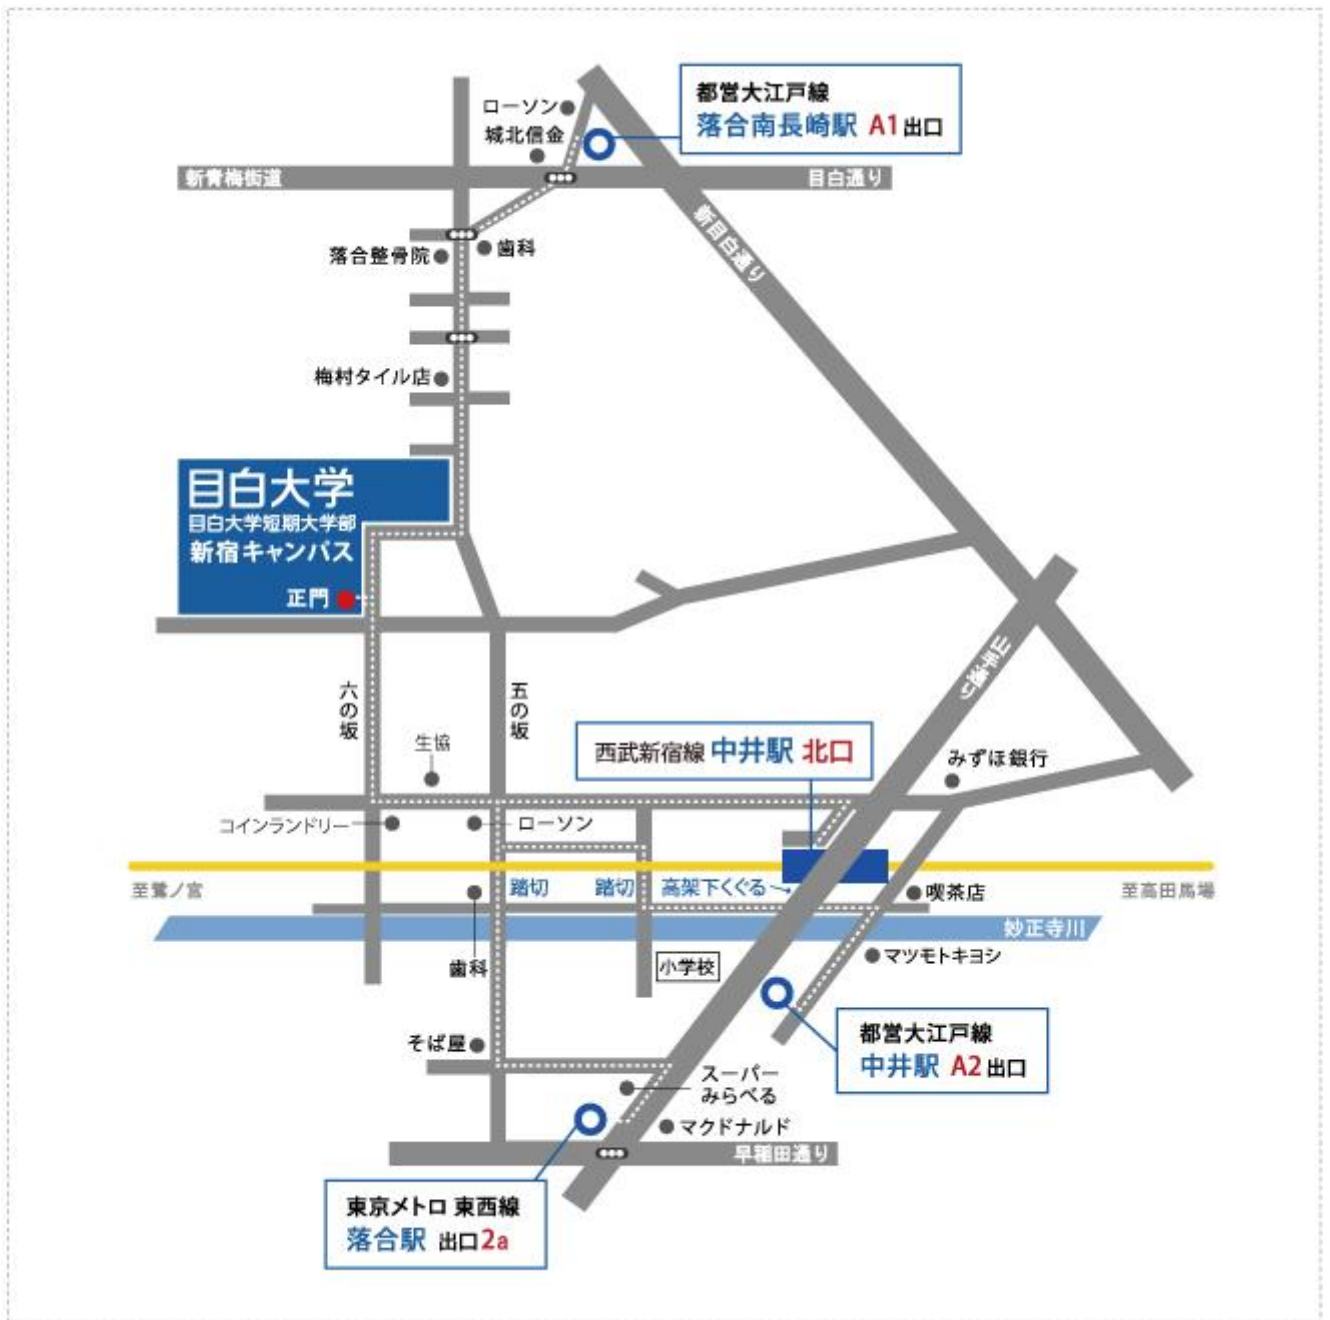 都営大江戸線
落合南長崎駅 A1出口
ローソン
城北信金
新青梅街道
目白通り
新目白通り
落合整骨院
歯科
梅村タイル店
目白大学
目白大学短期大学部
新宿キャンパス
正門
山手通り
六の坂
五の坂
生協
西武新宿線 中井駅 北口
みずほ銀行
コインランドリー
ローソン
至鷺ノ宮
踏切
踏切
高架下くぐる→
喫茶店
至高田馬場
妙正寺川
歯科
小学校
マツモトキヨシ
都営大江戸線
中井駅 A2出口
そば屋
スーパー
みらべる
マクドナルド
早稲田通り
東京メトロ 東西線
落合駅 出口2a